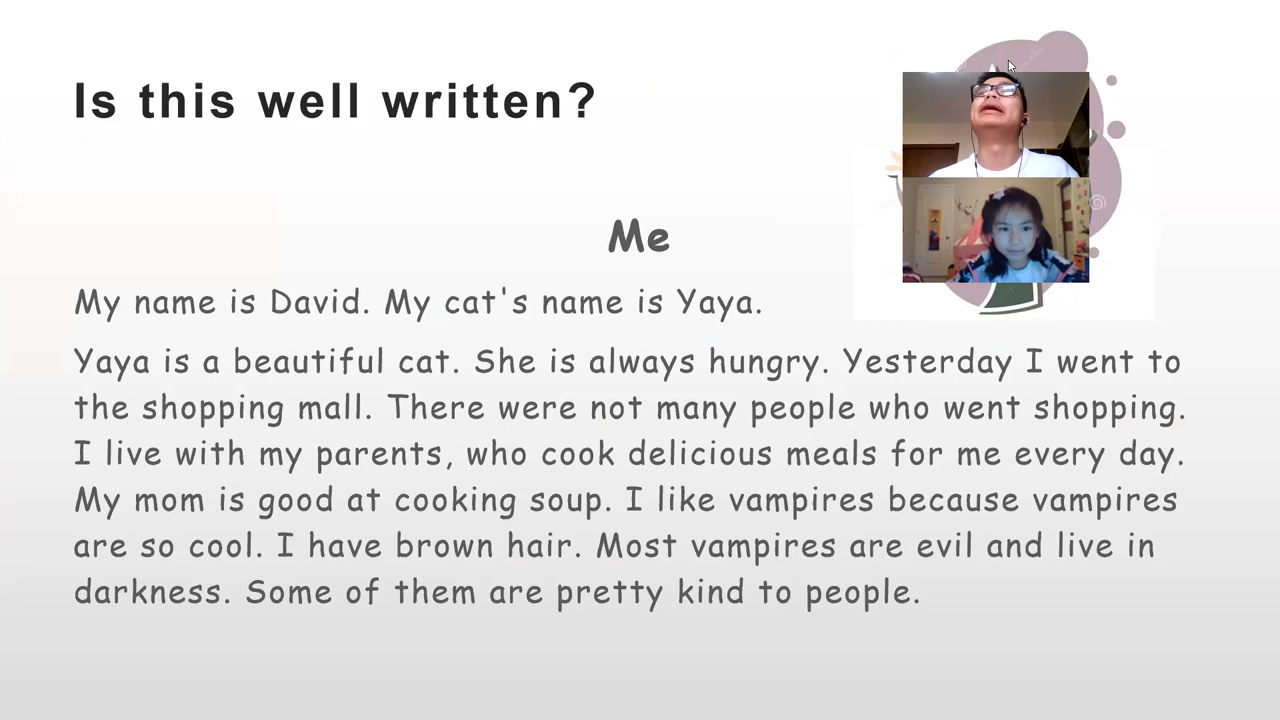 Is this well written?
Me
My name is David. My cat's name is Yaya.
Yaya is a beautiful cat. She is always hungry. Yesterday I went to
the shopping mall. There were not many people who went shopping.
I live with my parents, who cook delicious meals for me every day.
My mom is good at cooking soup. I like vampires because vampires
are so cool. I have brown hair. Most vampires are evil and live in
darkness. Some of them are pretty kind to people.